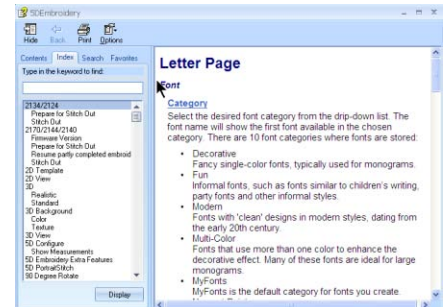 5DEmbroidery
Hide Back Print Options
Contents Index Search Favorites
Type in the keyword to find:
2134/2124
Prepare for Stitch Out
Stitch Out
2170/2144/2140
Firmware Version
Prepare for Stitch Out
Resume partly completed embroid
Stitch Out
2D Template
2D View
3D
Realistic
Standard
3D Background
Color
Texture
3D View
5D Configure
Show Measurements
5D Embroidery Extra Features
5D PortraitStitch
90 Degree Rotate
Display
Letter Page
Font
Category
Select the desired font category from the drip-down list. The
font name will show the first font available in the chosen
category. There are 10 font categories where fonts are stored:
• Decorative
Fancy single-color fonts, typically used for monograms.
• Fun
Informal fonts, such as fonts similar to children's writing,
party fonts and other informal styles.
• Modern
Fonts with 'clean' designs in modern styles, dating from
the early 20th century.
• Multi-Color
Fonts that use more than one color to enhance the
decorative effect. Many of these fonts are ideal for large
monograms.
• MyFonts
MyFonts is the default category for fonts you create.